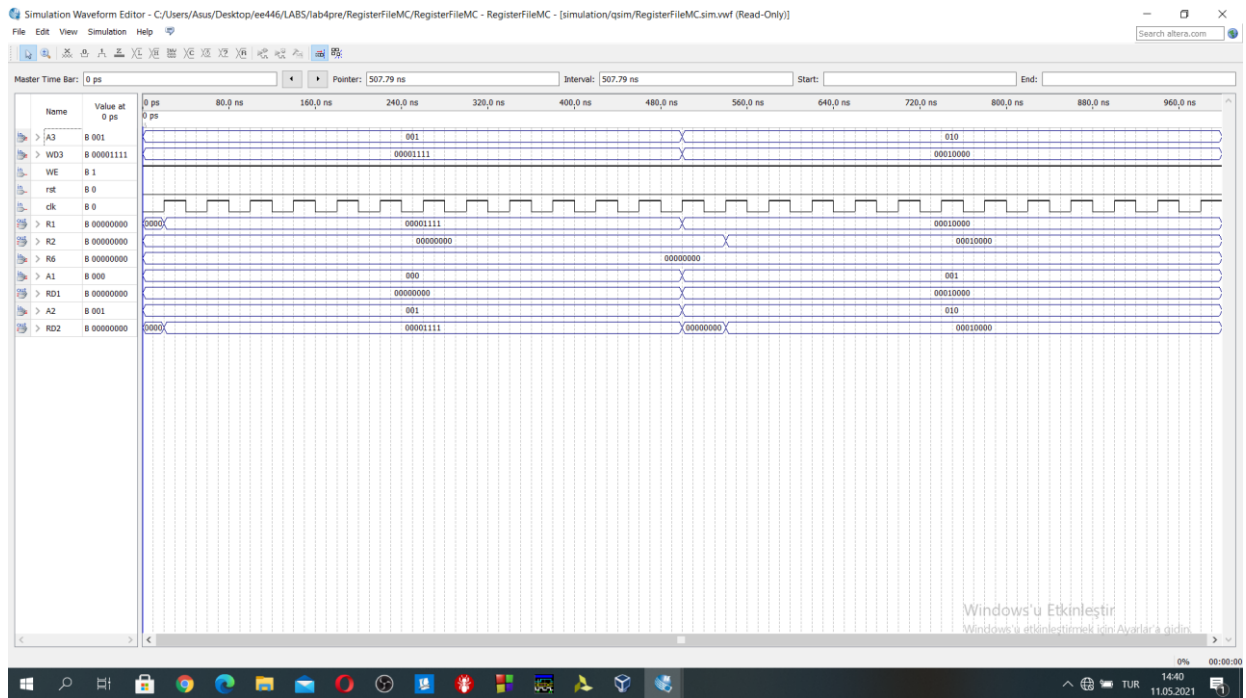 Simulation Waveform Editor - C:/Users/Asus/Desktop/ee446/LABS/lab4pre/RegisterFileMC/RegisterFileMC - RegisterFileMC - [simulation/qsim/RegisterFileMC.sim.vwf (Read-Only)]
File Edit View Simulation Help
Search altera.com
Master Time Bar: 0 ps Pointer: 507.79 ns Interval: 507.79 ns Start: End:
Name Value at 0 ps
0 ps 80.0 ns 160.0 ns 240.0 ns 320.0 ns 400.0 ns 480.0 ns 560.0 ns 640.0 ns 720.0 ns 800.0 ns 880.0 ns 960.0 ns
0 ps
A3 B 001 001 010
WD3 B 00001111 00001111 00010000
WE B 1
rst B 0
clk B 0
R1 B 00000000 0000 00001111 00010000
R2 B 00000000 00000000 00010000
R6 B 00000000 00000000
A1 B 000 000 001
RD1 B 00000000 00000000 00010000
A2 B 001 001 010
RD2 B 00000000 0000 00001111 00000000 00010000
Windows'u Etkinleştir
Windows'u etkinleştirmek için Ayarlar'a gidin.
0% 00:00:00
TUR 14:40
11.05.2021